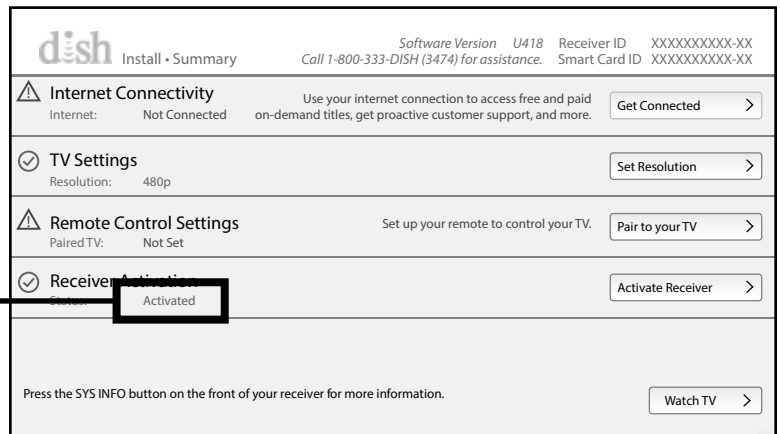 dish Install • Summary
Software Version U418 Receiver ID XXXXXXXXXX-XX
Call 1-800-333-DISH (3474) for assistance. Smart Card ID XXXXXXXXXX-XX
Internet Connectivity
Internet: Not Connected
Use your internet connection to access free and paid
on-demand titles, get proactive customer support, and more.
Get Connected
TV Settings
Resolution: 480p
Set Resolution
Remote Control Settings
Paired TV: Not Set
Set up your remote to control your TV.
Pair to your TV
Receiver Activation
Status: Activated
Activate Receiver
Press the SYS INFO button on the front of your receiver for more information.
Watch TV